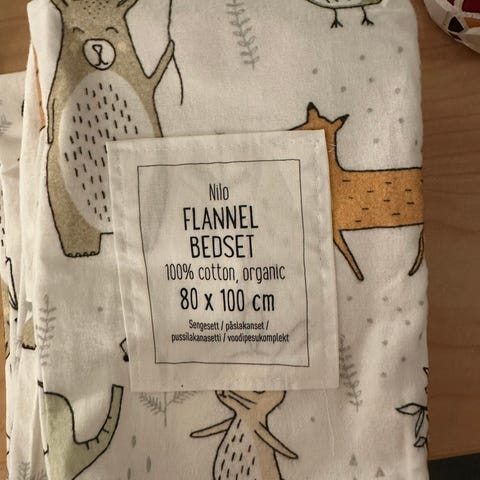 Nilo
FLANNEL
BEDSET
100% cotton, organic
80 x 100 cm
Sengesett / påslakanset /
pussilakanasetti / voodipesukomplekt